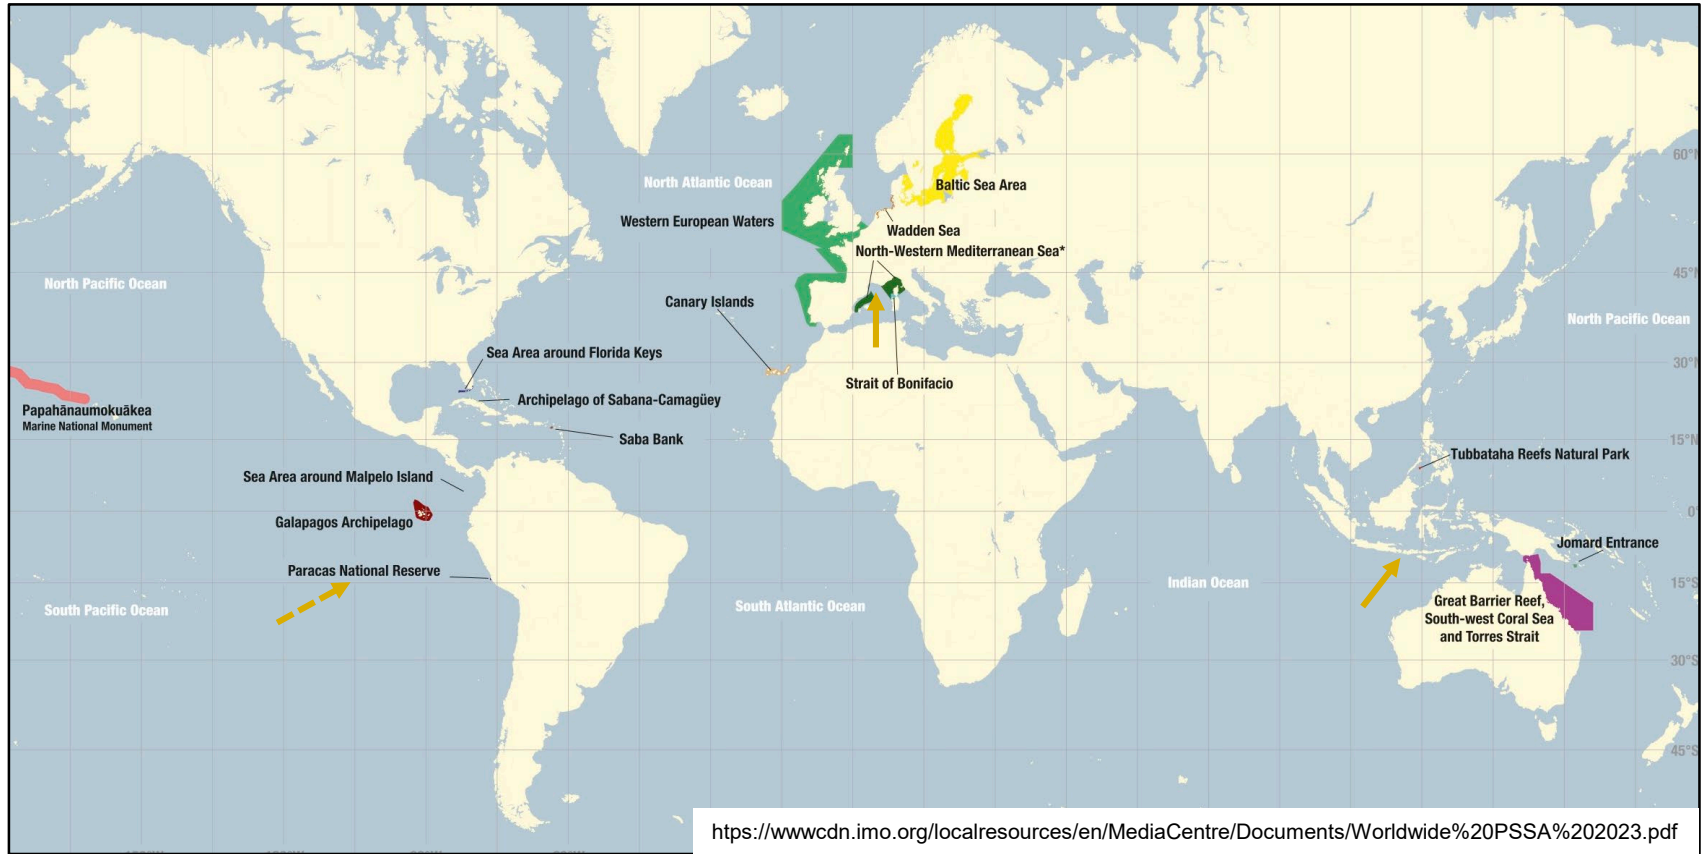 60°N
North Atlantic Ocean
Baltic Sea Area
Western European Waters
Wadden Sea
North-Western Mediterranean Sea*
45°N
North Pacific Ocean
Canary Islands
North Pacific Ocean
Sea Area around Florida Keys
30°N
Strait of Bonifacio
Archipelago of Sabana-Camagüey
Papahānaumokuākea
Marine National Monument
Saba Bank
15°N
Tubbataha Reefs Natural Park
Sea Area around Malpelo Island
Galapagos Archipelago
0°
Jomard Entrance
Paracas National Reserve
Indian Ocean
15°S
South Pacific Ocean
South Atlantic Ocean
Great Barrier Reef,
South-west Coral Sea
and Torres Strait
30°S
45°S
htps://wwwcdn.imo.org/localresources/en/MediaCentre/Documents/Worldwide%20PSSA%202023.pdf